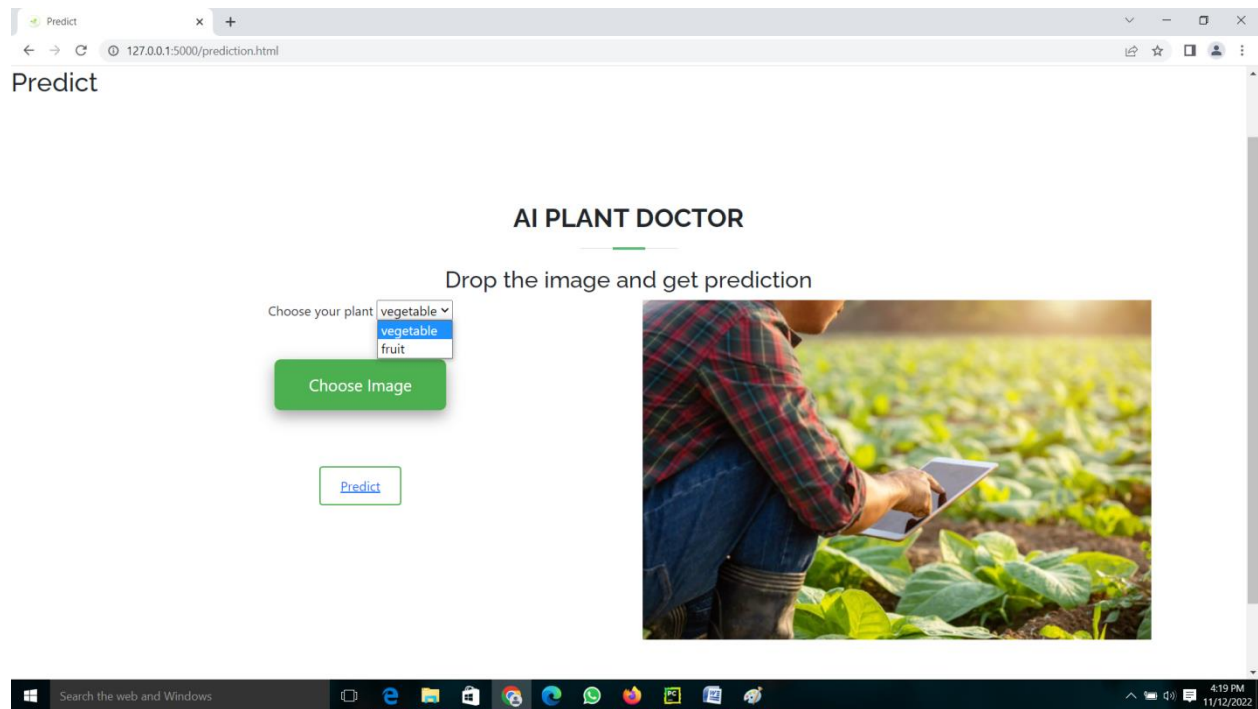 Predict
127.0.0.1:5000/prediction.html
Predict
AI PLANT DOCTOR
Drop the image and get prediction
Choose your plant vegetable
vegetable
fruit
Choose Image
Predict
Search the web and Windows
PC
4:19 PM
11/12/2022